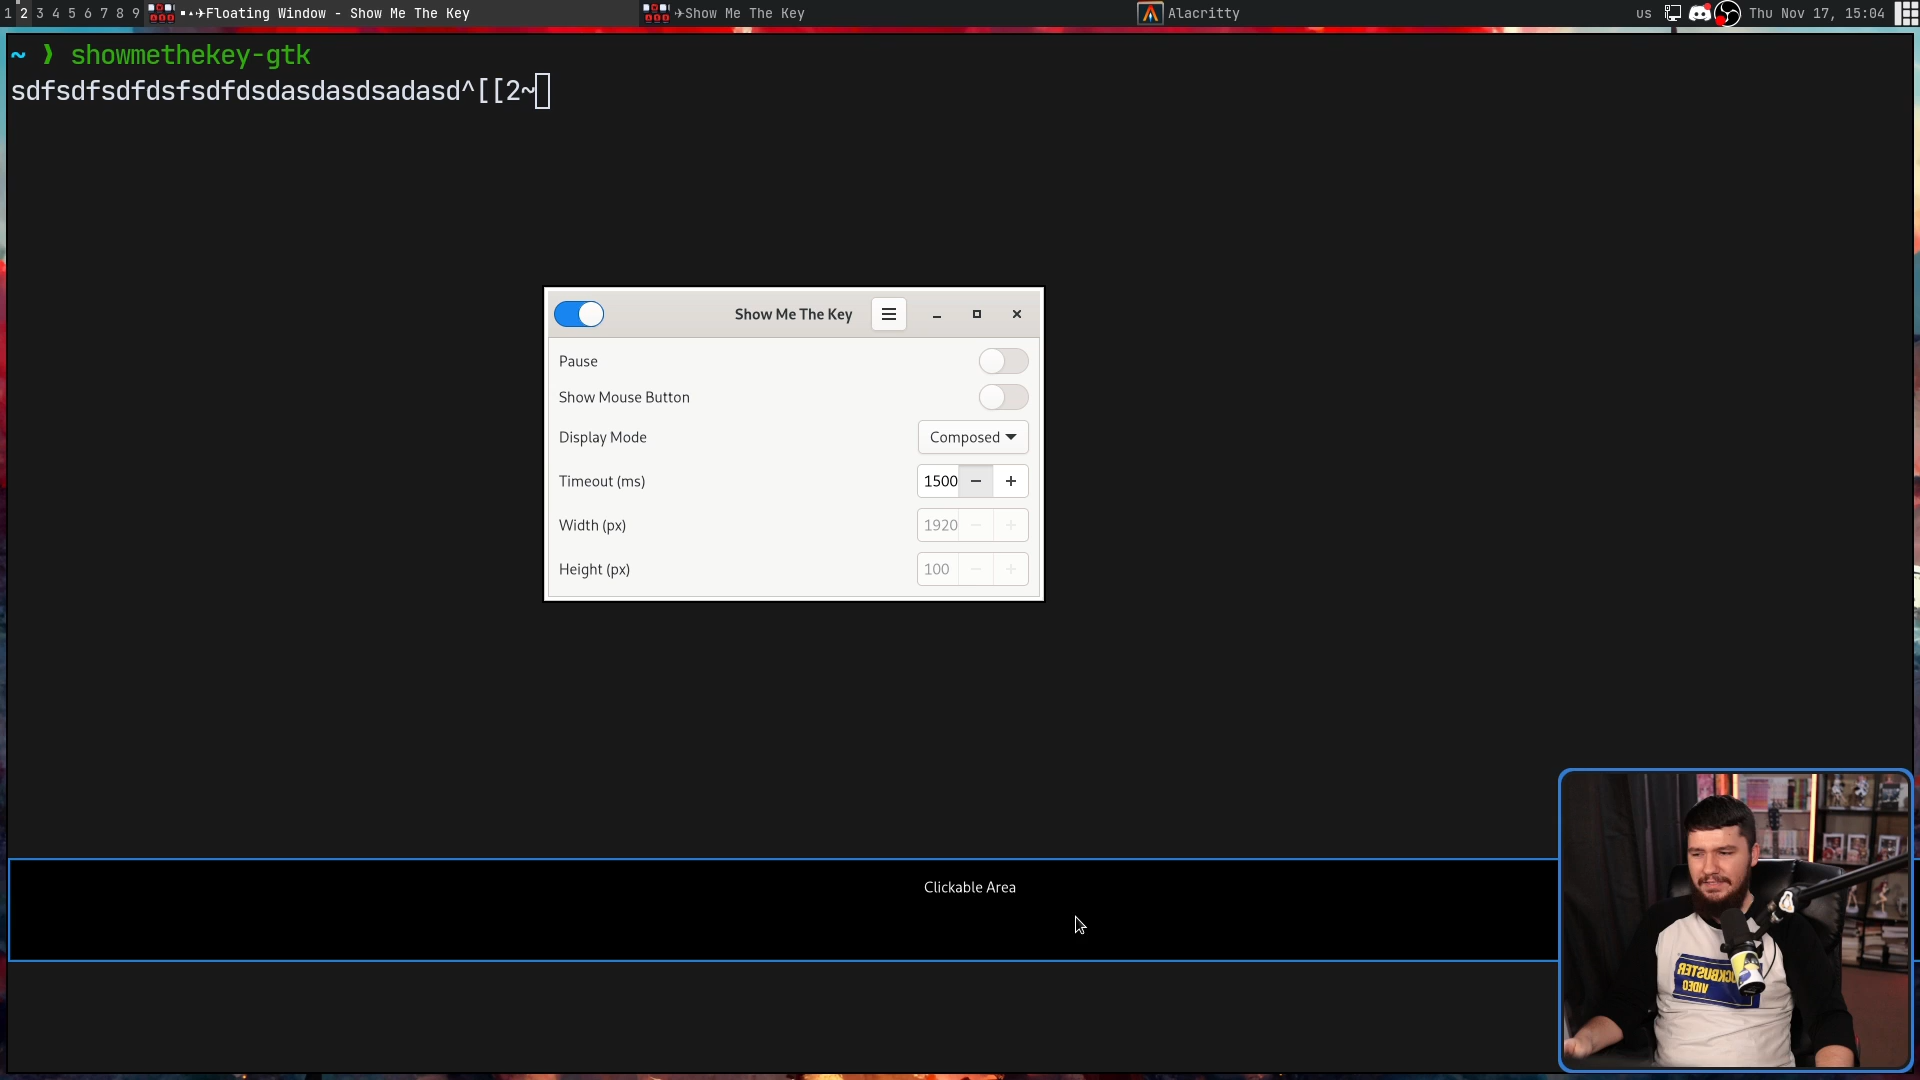 1 2 3 4 5 6 7 8 9 Floating Window - Show Me The Key Show Me The Key Alacritty us Thu Nov 17, 15:04
~ ❯ showmethekey-gtk
sdfsdfsdfdsfsdfdsdasdasdsadasd^[[2~
Show Me The Key
Pause
Show Mouse Button
Display Mode Composed
Timeout (ms) 1500 − +
Width (px) 1920 − +
Height (px) 100 − +
Clickable Area
BLOCKBUSTER
VIDEO